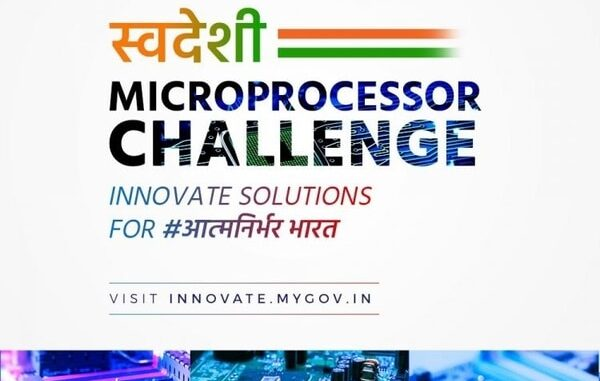 स्वदेशी
MICROPROCESSOR
CHALLENGE
INNOVATE SOLUTIONS
FOR #आत्मनिर्भर भारत
VISIT INNOVATE.MYGOV.IN